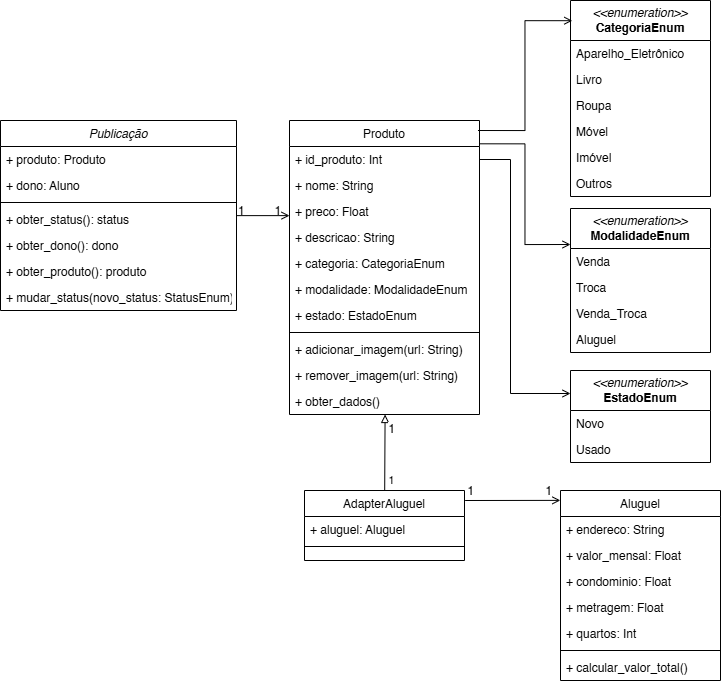 Publicação
+ produto: Produto
+ dono: Aluno
+ obter_status(): status
+ obter_dono(): dono
+ obter_produto(): produto
+ mudar_status(novo_status: StatusEnum)
1
1
Produto
+ id_produto: Int
+ nome: String
+ preco: Float
+ descricao: String
+ categoria: CategoriaEnum
+ modalidade: ModalidadeEnum
+ estado: EstadoEnum
+ adicionar_imagem(url: String)
+ remover_imagem(url: String)
+ obter_dados()
<<enumeration>>
CategoriaEnum
Aparelho_Eletrônico
Livro
Roupa
Móvel
Imóvel
Outros
<<enumeration>>
ModalidadeEnum
Venda
Troca
Venda_Troca
Aluguel
<<enumeration>>
EstadoEnum
Novo
Usado
1
1
AdapterAluguel
+ aluguel: Aluguel
1
1
Aluguel
+ endereco: String
+ valor_mensal: Float
+ condominio: Float
+ metragem: Float
+ quartos: Int
+ calcular_valor_total()